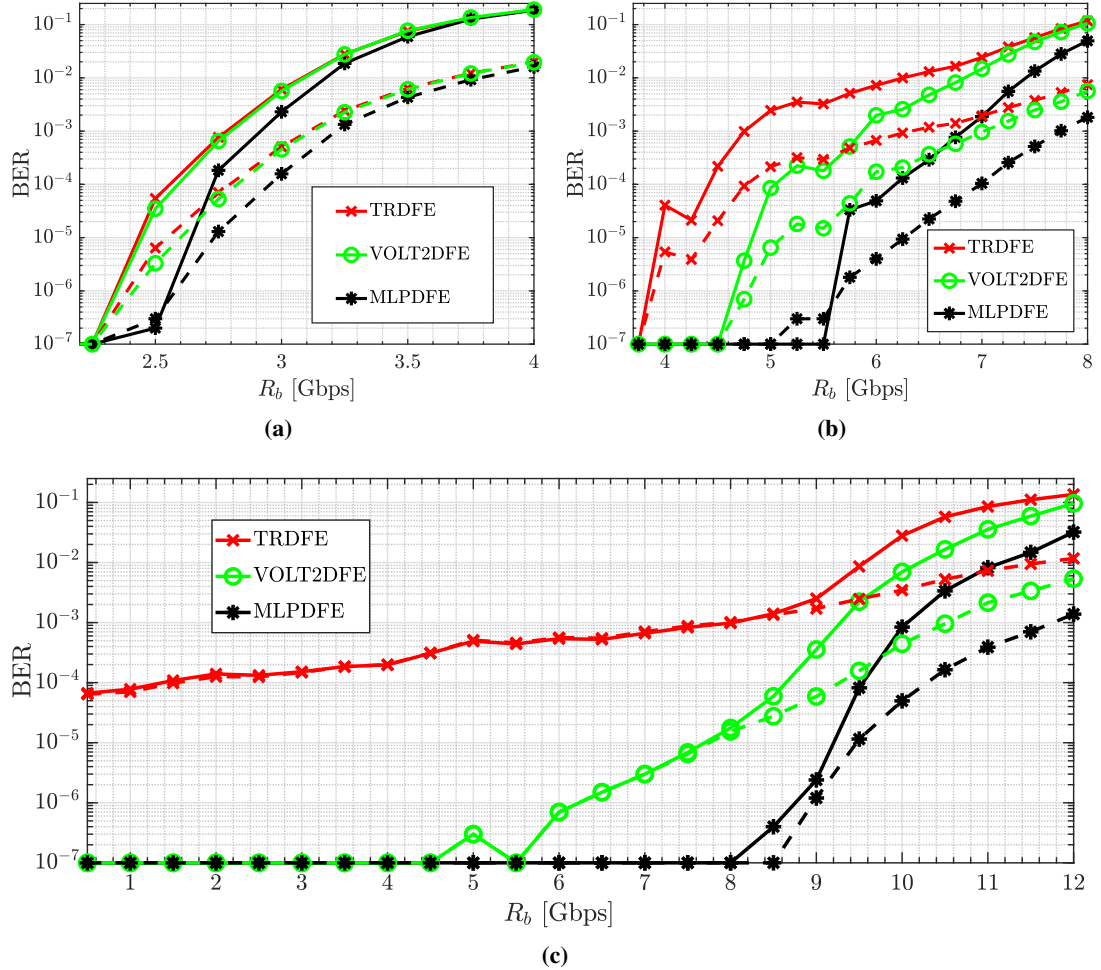 10^-1
10^-2
10^-3
10^-4
10^-5
10^-6
10^-7
BER
2.5 3 3.5 4
R_b [Gbps]
TRDFE
VOLT2DFE
MLPDFE
(a)
10^-1
10^-2
10^-3
10^-4
10^-5
10^-6
10^-7
BER
4 5 6 7 8
R_b [Gbps]
TRDFE
VOLT2DFE
MLPDFE
(b)
10^-1
10^-2
10^-3
10^-4
10^-5
10^-6
10^-7
BER
1 2 3 4 5 6 7 8 9 10 11 12
R_b [Gbps]
TRDFE
VOLT2DFE
MLPDFE
(c)